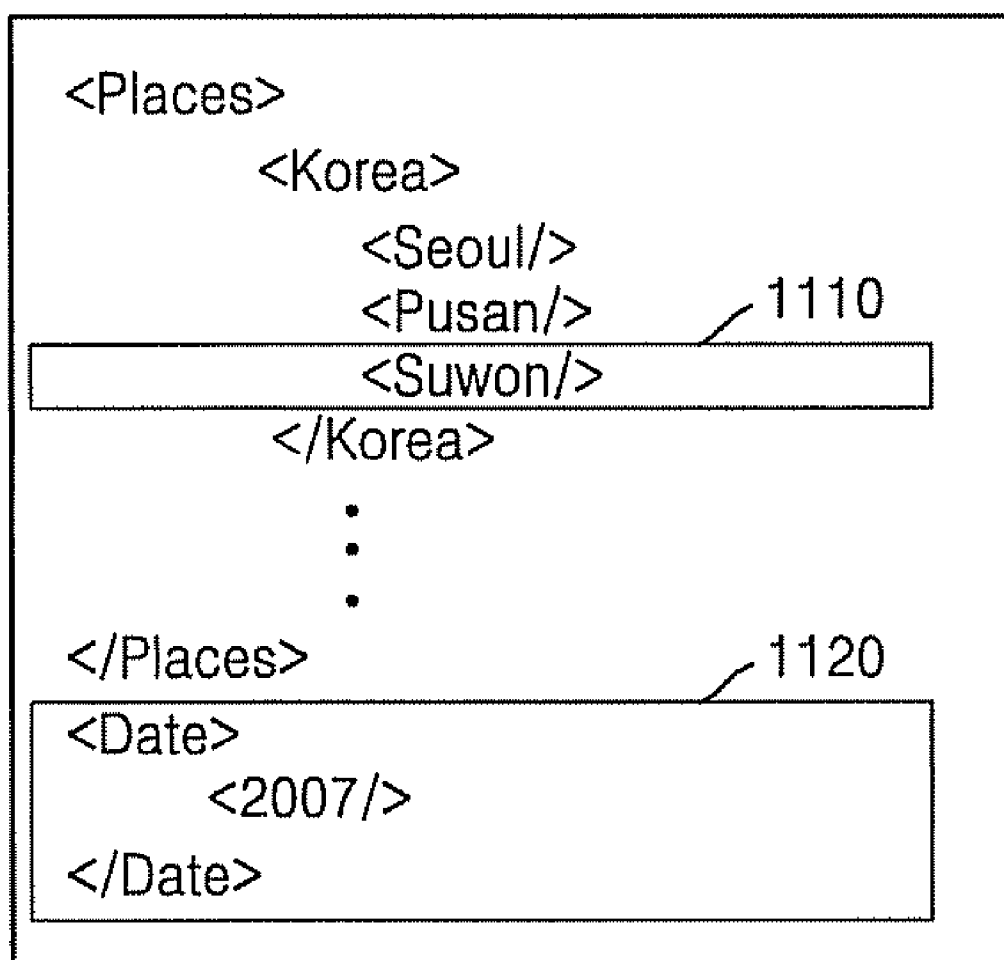 <Places>
<Korea>
<Seoul/>
<Pusan/>
1110
<Suwon/>
</Korea>
</Places>
1120
<Date>
<2007/>
</Date>